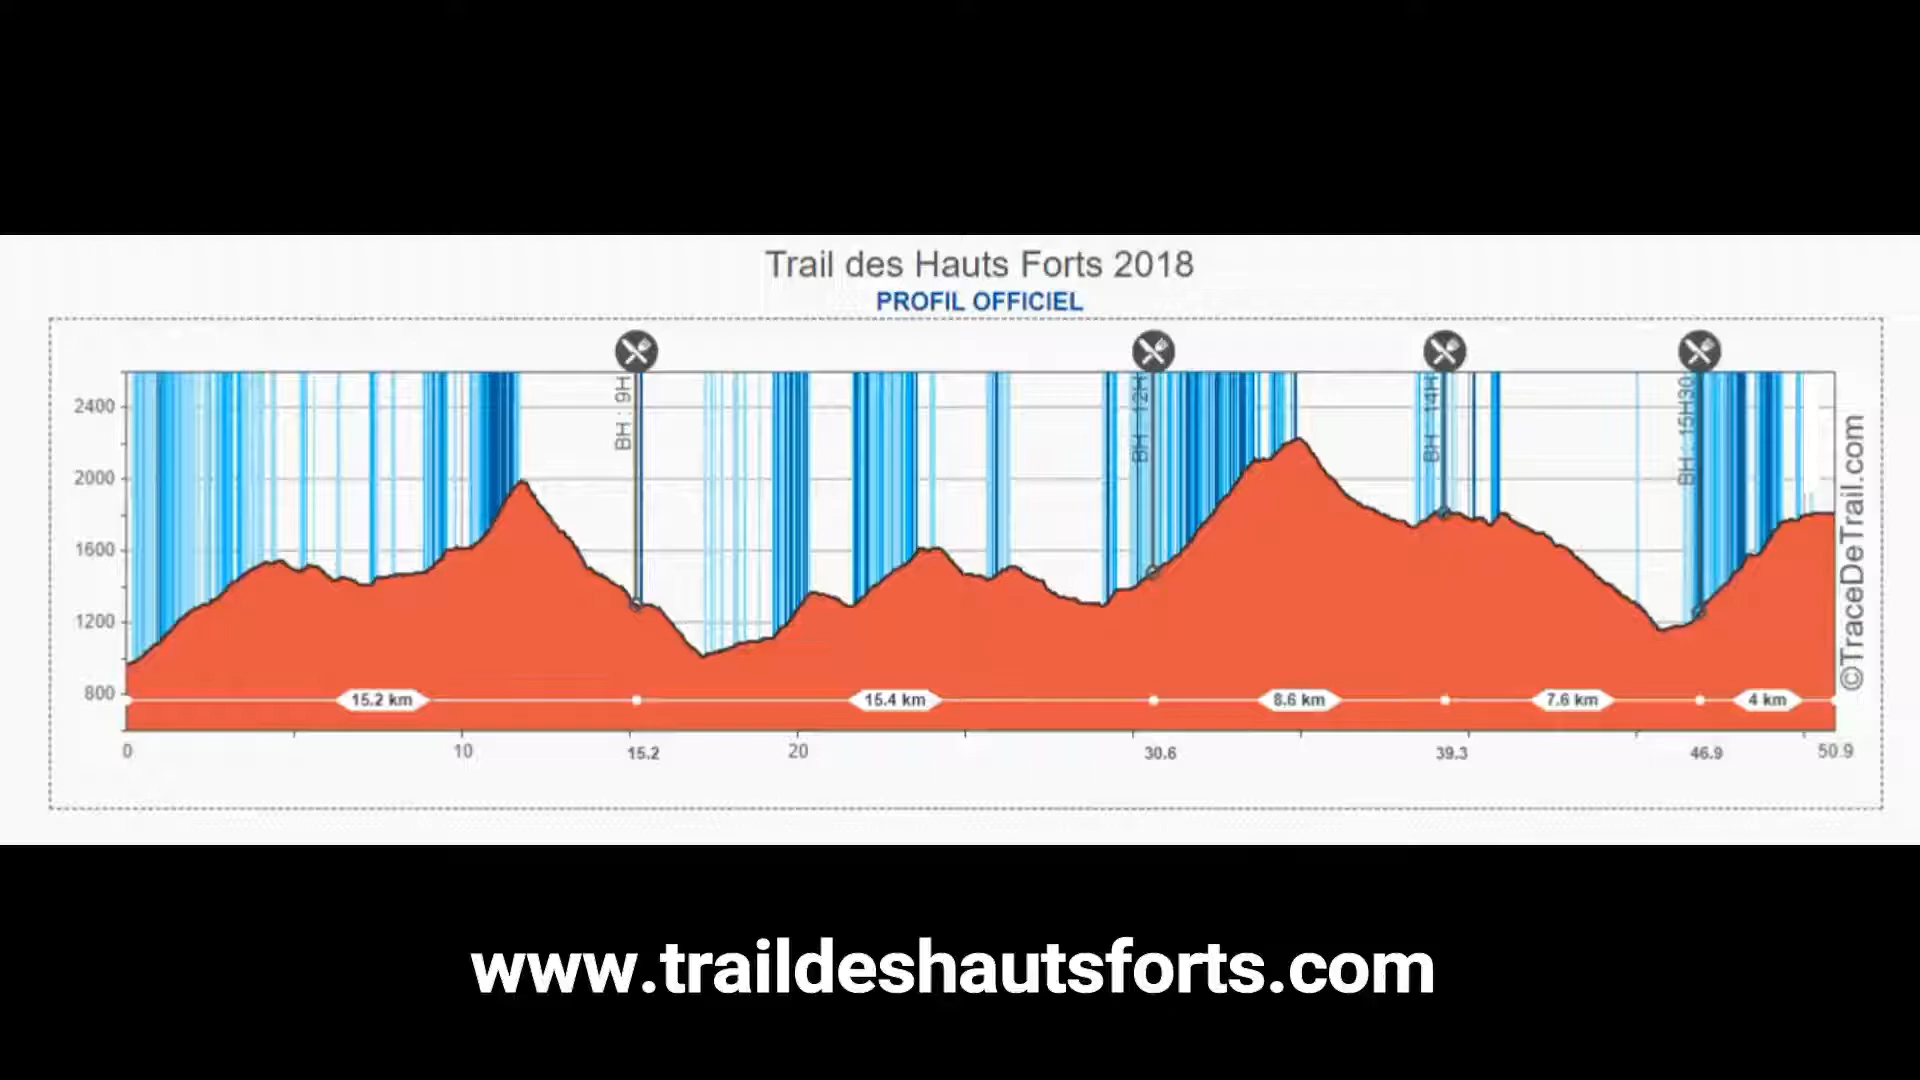 Trail des Hauts Forts 2018
PROFIL OFFICIEL
BH : 9H
BH : 12H
BH : 14H
BH : 15H30
2400
2000
1600
1200
800
15.2 km
15.4 km
8.6 km
7.6 km
4 km
0
10
15.2
20
30.6
39.3
46.9
50.9
©TraceDeTrail.com
www.traildeshautsforts.com